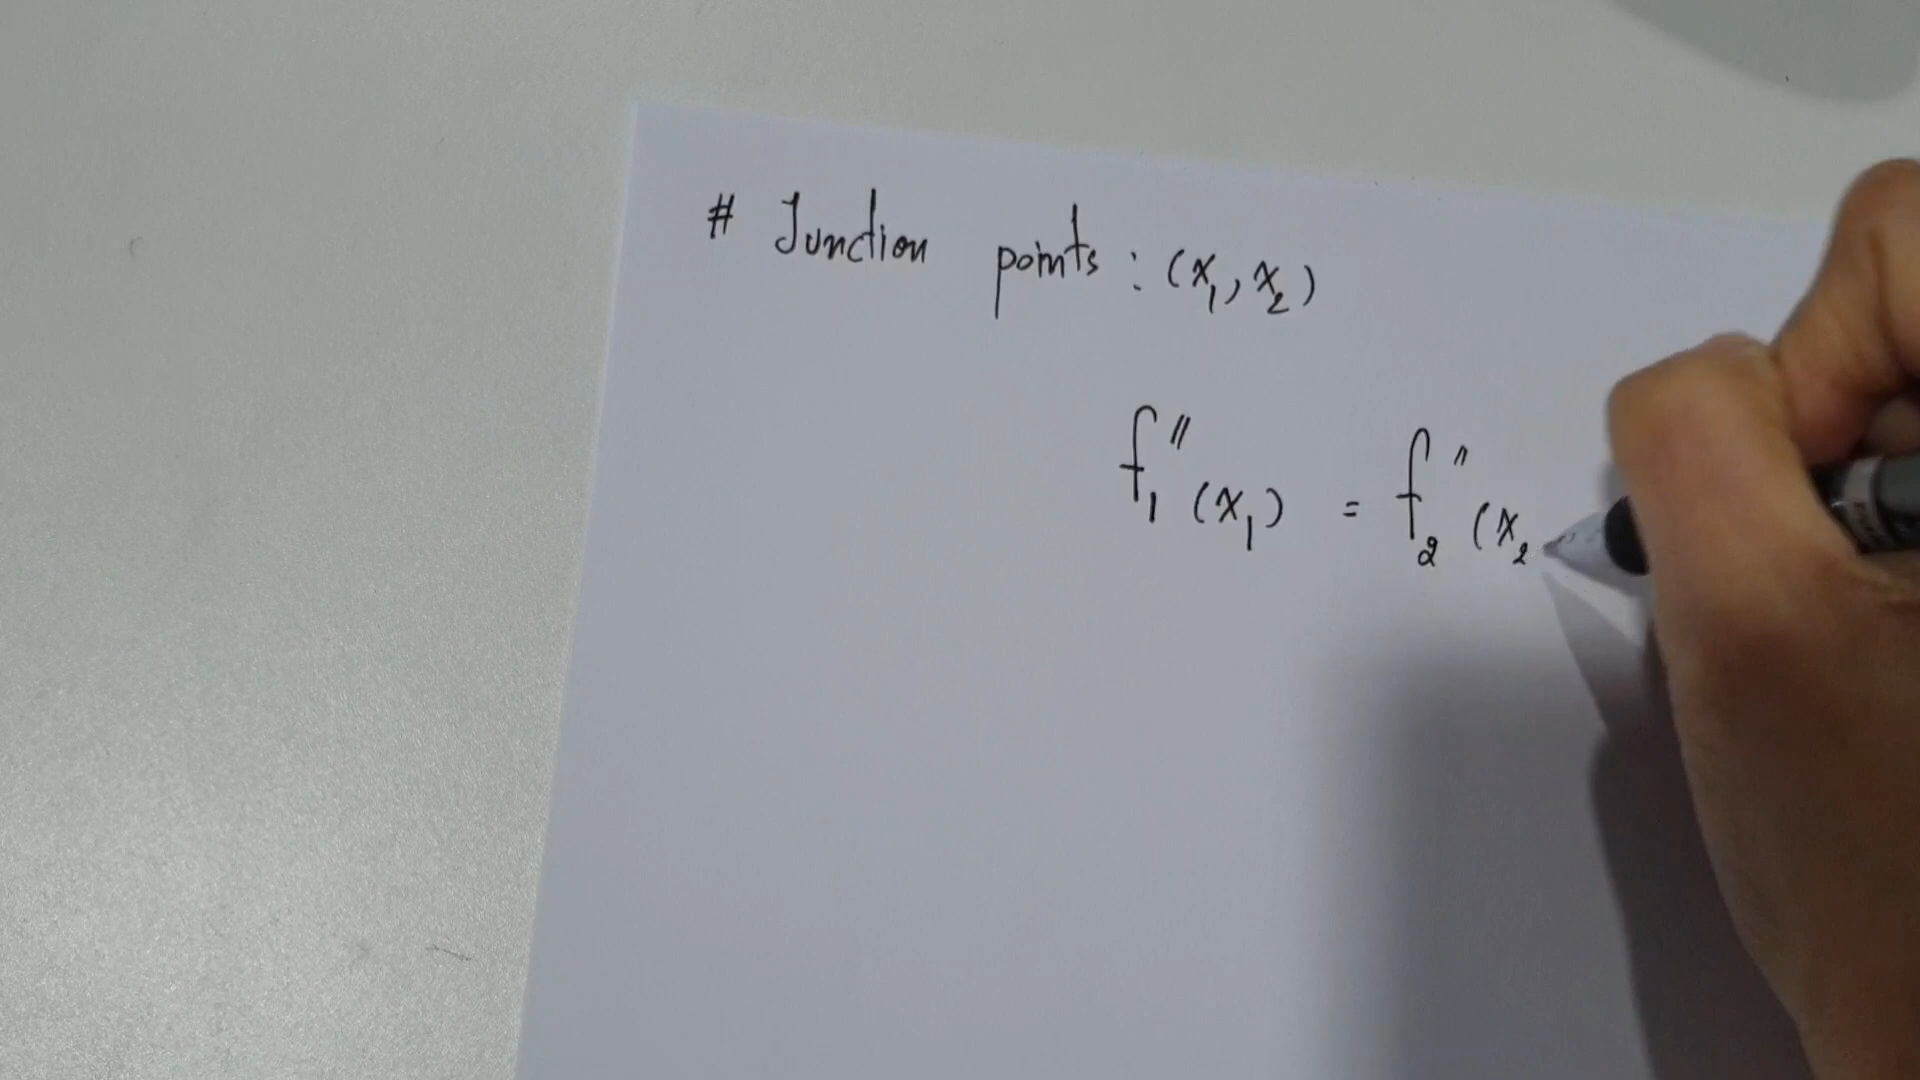 # Junction points : (x₁, x₂)
f₁″(x₁) = f₂″(x₂